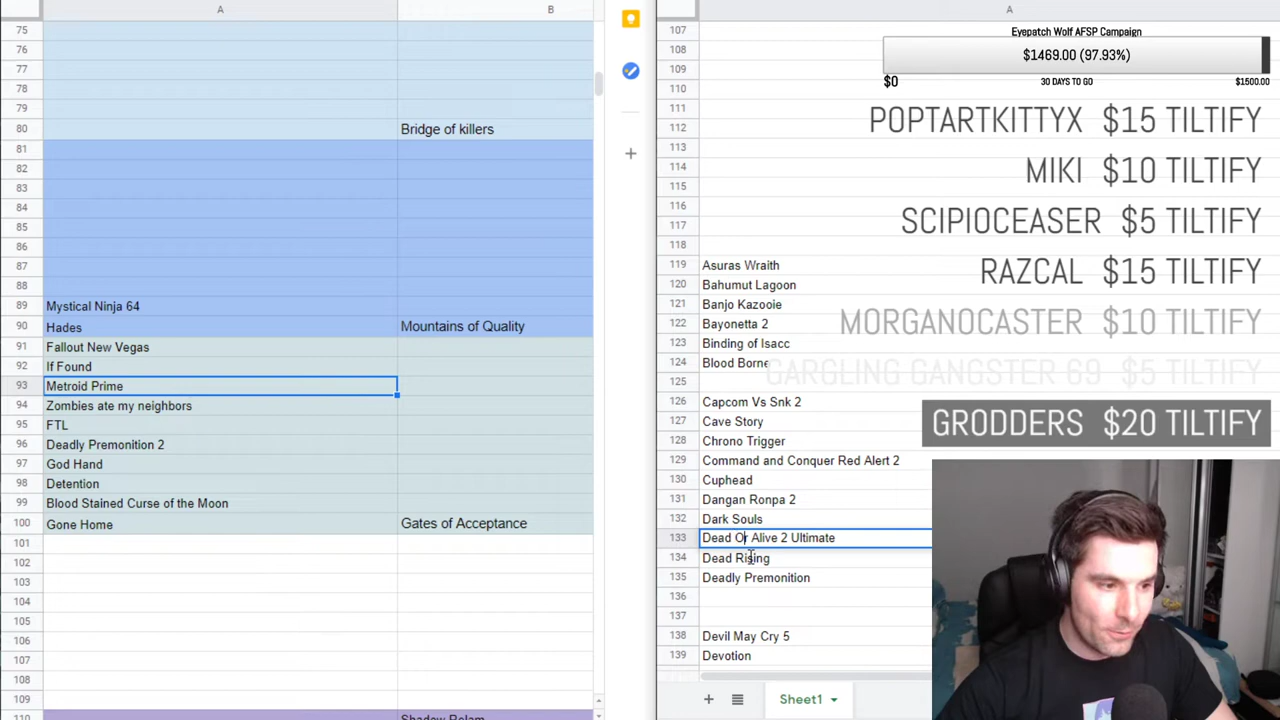 A
B
75
76
77
78
79
80
Bridge of killers
81
82
83
84
85
86
87
88
89
Mystical Ninja 64
90
Hades
Mountains of Quality
91
Fallout New Vegas
92
If Found
93
Metroid Prime
94
Zombies ate my neighbors
95
FTL
96
Deadly Premonition 2
97
God Hand
98
Detention
99
Blood Stained Curse of the Moon
100
Gone Home
Gates of Acceptance
101
102
103
104
105
106
107
108
109
110
Shadow Relam
A
107
108
109
110
111
112
113
114
115
116
117
118
119
Asuras Wraith
120
Bahumut Lagoon
121
Banjo Kazooie
122
Bayonetta 2
123
Binding of Isacc
124
Blood Borne
125
126
Capcom Vs Snk 2
127
Cave Story
128
Chrono Trigger
129
Command and Conquer Red Alert 2
130
Cuphead
131
Dangan Ronpa 2
132
Dark Souls
133
Dead Or Alive 2 Ultimate
134
Dead Rising
135
Deadly Premonition
136
137
138
Devil May Cry 5
139
Devotion
Sheet1
Eyepatch Wolf AFSP Campaign
$1469.00 (97.93%)
$0
30 DAYS TO GO
$1500.00
POPTARTKITTYX $15 TILTIFY
MIKI $10 TILTIFY
SCIPIOCEASER $5 TILTIFY
RAZCAL $15 TILTIFY
MORGANOCASTER $10 TILTIFY
GARGLING GANGSTER 69 $5 TILTIFY
GRODDERS $20 TILTIFY